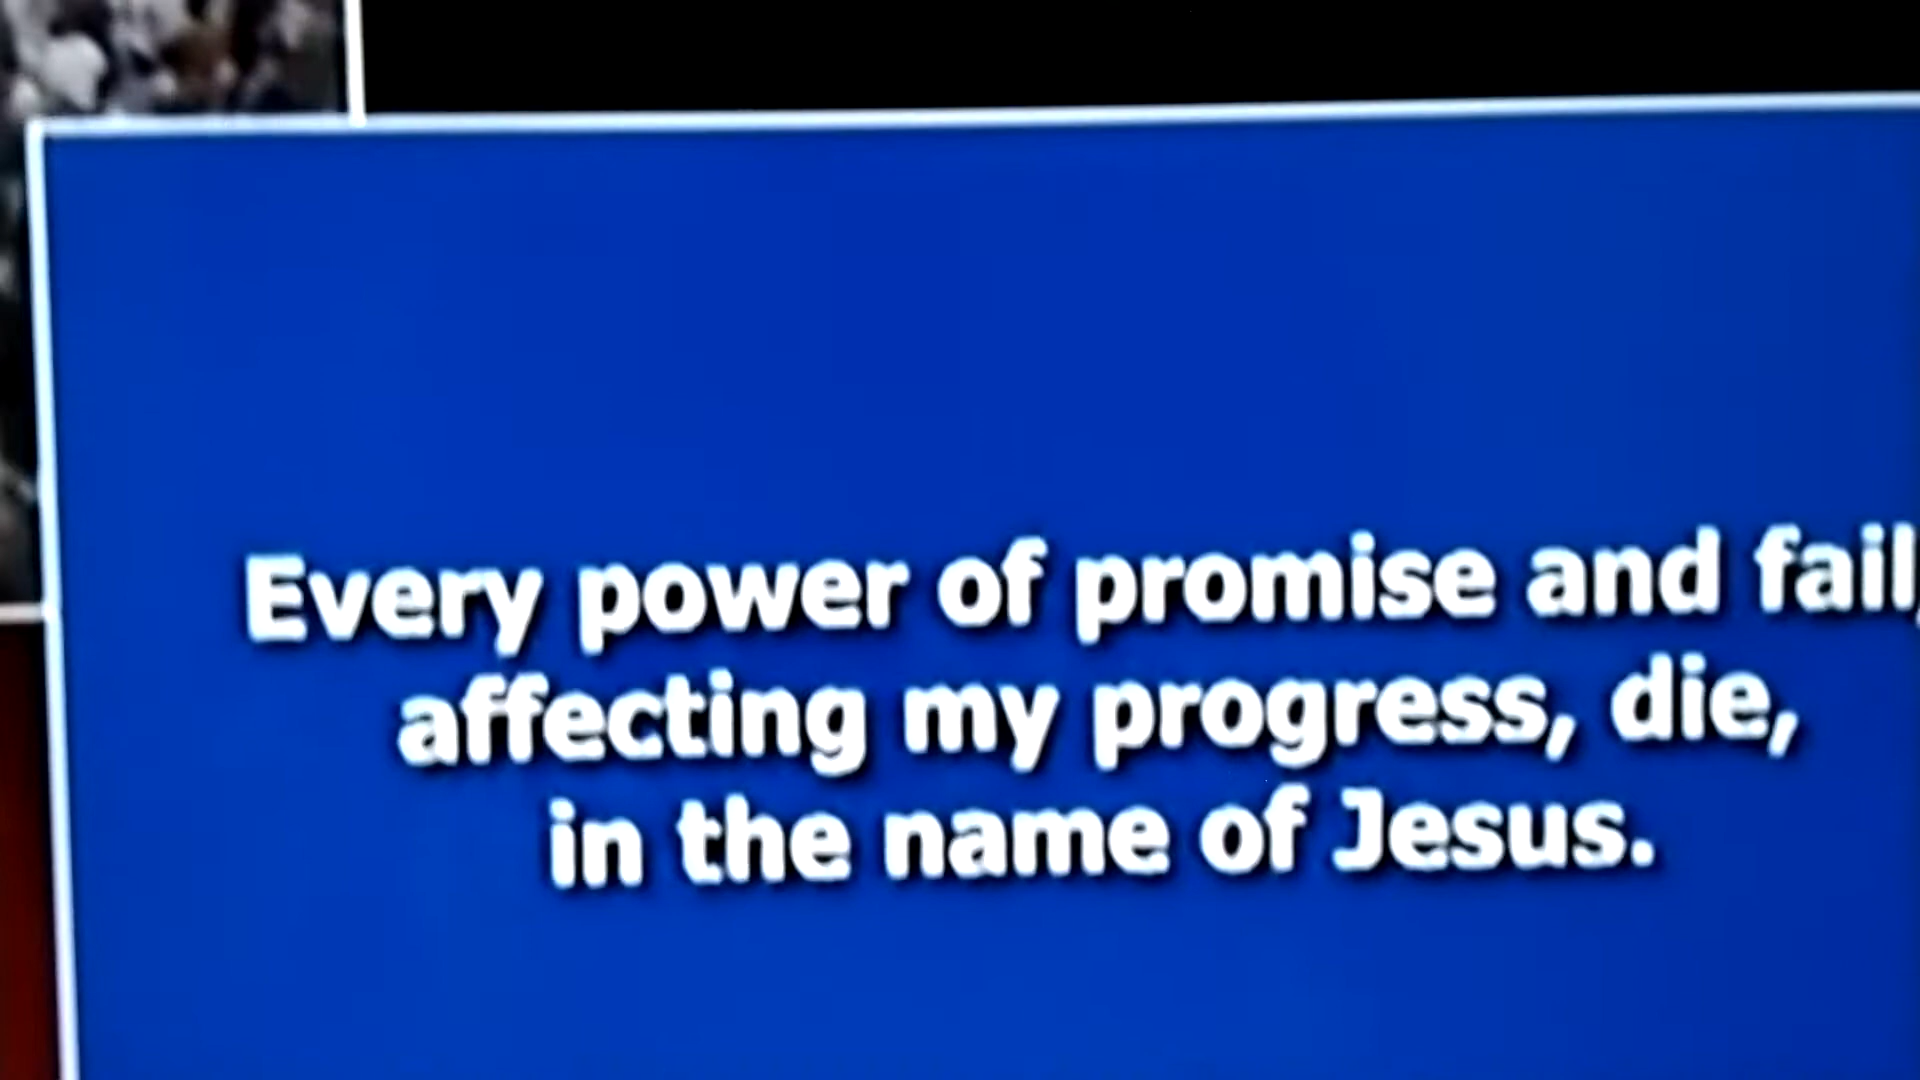 Every power of promise and fail,
affecting my progress, die,
in the name of Jesus.